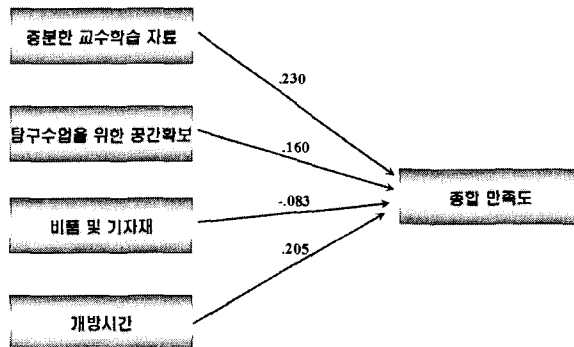 충분한 교수학습 자료
.230
탐구수업을 위한 공간확보
.160
종합 만족도
-.083
비품 및 기자재
.205
개방시간